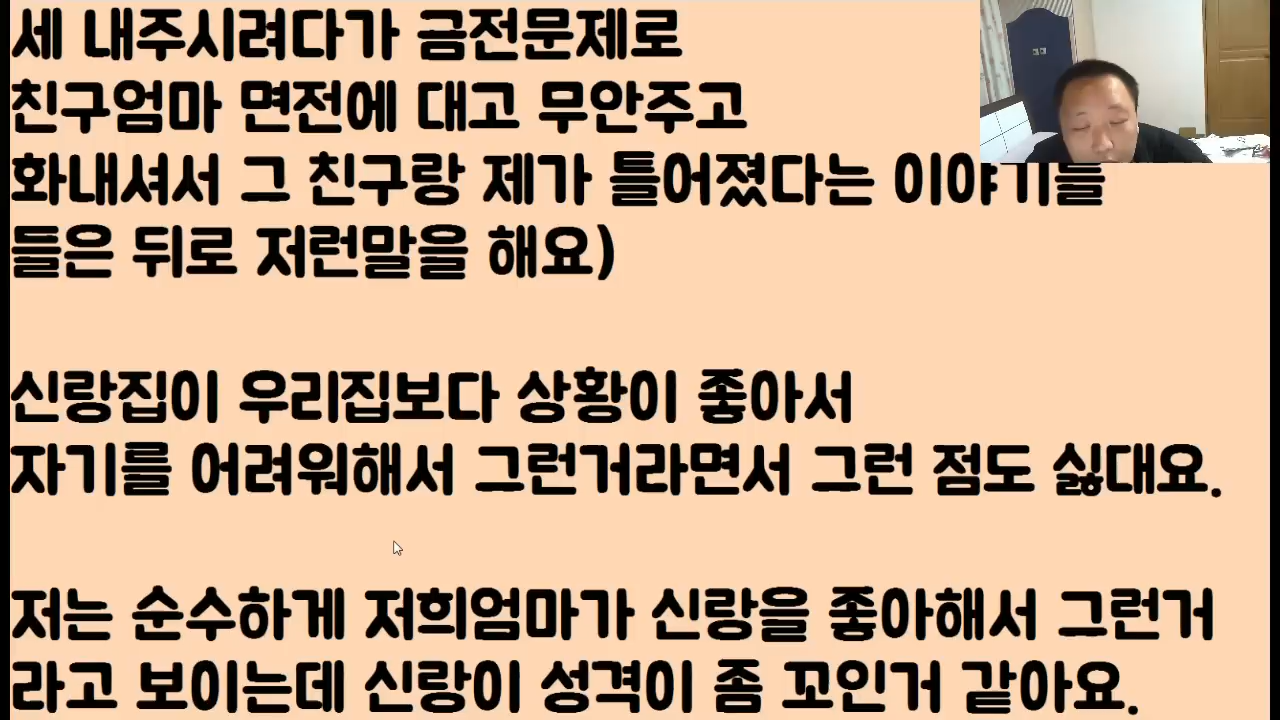 세 내주시려다가 금전문제로
친구엄마 면전에 대고 무안주고
화내셔서 그 친구랑 제가 틀어졌다는 이야기를
들은 뒤로 저런말을 해요)
신랑집이 우리집보다 상황이 좋아서
자기를 어려워해서 그런거라면서 그런 점도 싫대요.
저는 순수하게 저희엄마가 신랑을 좋아해서 그런거
라고 보이는데 신랑이 성격이 좀 꼬인거 같아요.